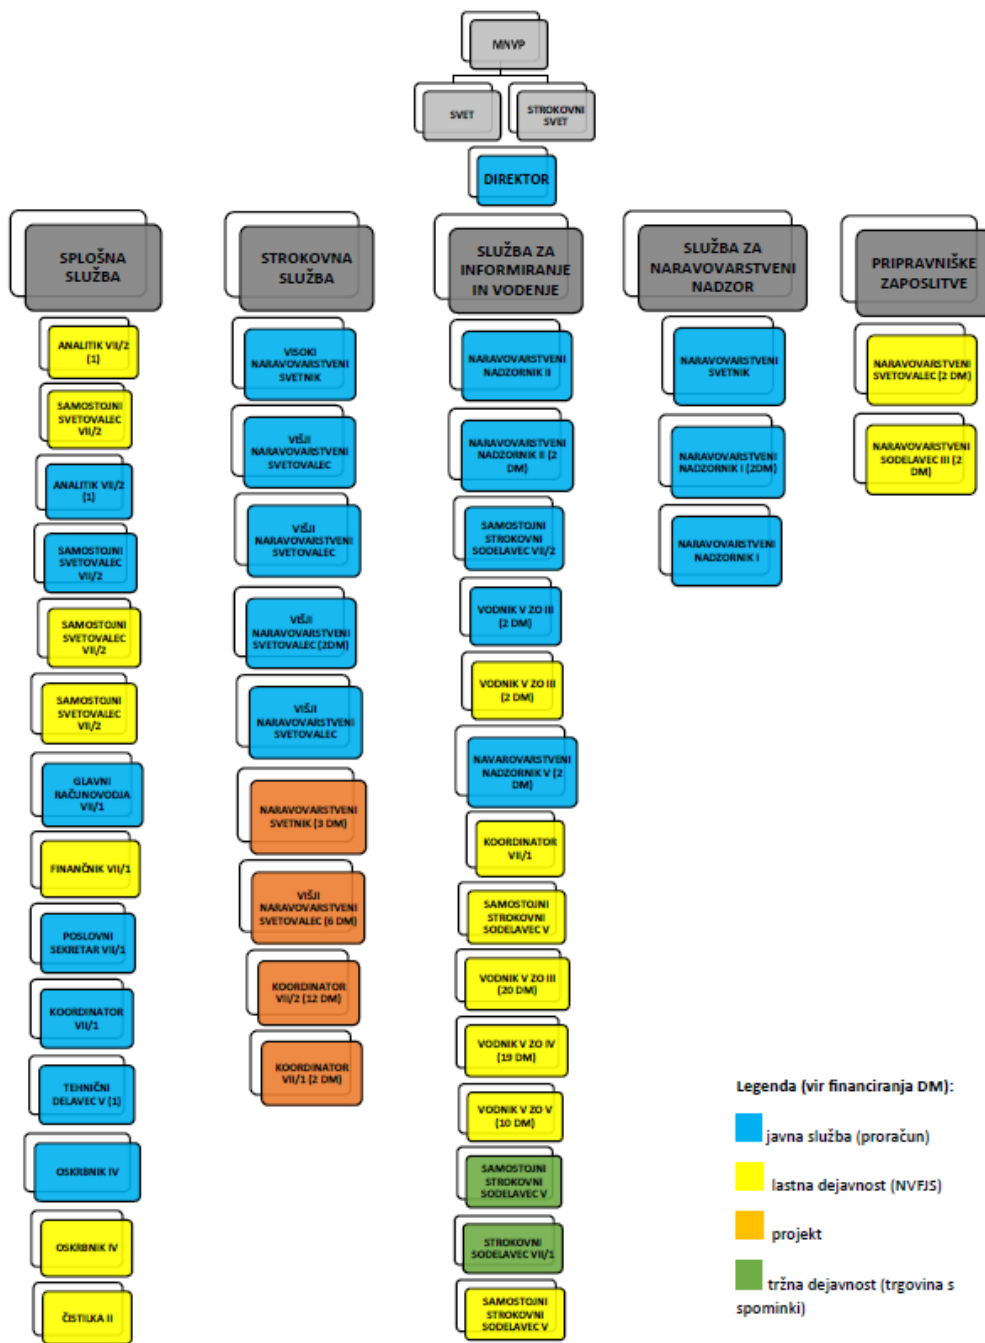 MNVP
SVET
STROKOVNI
SVET
DIREKTOR
SPLOŠNA
SLUŽBA
ANALITIK VII/2
(1)
SAMOSTOJNI
SVETOVALEC
VII/2
ANALITIK VII/2
(1)
SAMOSTOJNI
SVETOVALEC
VII/2
SAMOSTOJNI
SVETOVALEC
VII/2
SAMOSTOJNI
SVETOVALEC
VII/2
GLAVNI
RAČUNOVODJA
VII/1
FINANČNIK VII/1
POSLOVNI
SEKRETAR VII/1
KOORDINATOR
VII/1
TEHNIČNI
DELAVEC V (1)
OSKRBNIK IV
OSKRBNIK IV
ČISTILKA II
STROKOVNA
SLUŽBA
VISOKI
NARAVOVARSTVENI
SVETNIK
VIŠJI
NARAVOVARSTVENI
SVETOVALEC
VIŠJI
NARAVOVARSTVENI
SVETOVALEC
VIŠJI
NARAVOVARSTVENI
SVETOVALEC (2DM)
VIŠJI
NARAVOVARSTVENI
SVETOVALEC
NARAVOVARSTVENI
SVETNIK (3 DM)
VIŠJI
NARAVOVARSTVENI
SVETOVALEC (6 DM)
KOORDINATOR
VII/2 (12 DM)
KOORDINATOR
VII/1 (2 DM)
SLUŽBA ZA
INFORMIRANJE
IN VODENJE
NARAVOVARSTVENI
NADZORNIK II
NARAVOVARSTVENI
NADZORNIK II (2
DM)
SAMOSTOJNI
STROKOVNI
SODELAVEC VII/2
VODNIK V ZO III
(2 DM)
VODNIK V ZO III
(2 DM)
NAVAROVARSTVENI
NADZORNIK V (2
DM)
KOORDINATOR
VII/1
SAMOSTOJNI
STROKOVNI
SODELAVEC V
VODNIK V ZO III
(20 DM)
VODNIK V ZO IV
(19 DM)
VODNIK V ZO V
(10 DM)
SAMOSTOJNI
STROKOVNI
SODELAVEC V
STROKOVNI
SODELAVEC VII/1
SAMOSTOJNI
STROKOVNI
SODELAVEC V
SLUŽBA ZA
NARAVOVARSTVENI
NADZOR
NARAVOVARSTVENI
SVETNIK
NARAVOVARSTVENI
NADZORNIK I (2DM)
NARAVOVARSTVENI
NADZORNIK I
PRIPRAVNIŠKE
ZAPOSLITVE
NARAVOVARSTVENI
SVETOVALEC (2 DM)
NARAVOVARSTVENI
SODELAVEC III (2
DM)
Legenda (vir financiranja DM):
javna služba (proračun)
lastna dejavnost (NVFJS)
projekt
tržna dejavnost (trgovina s
spominki)